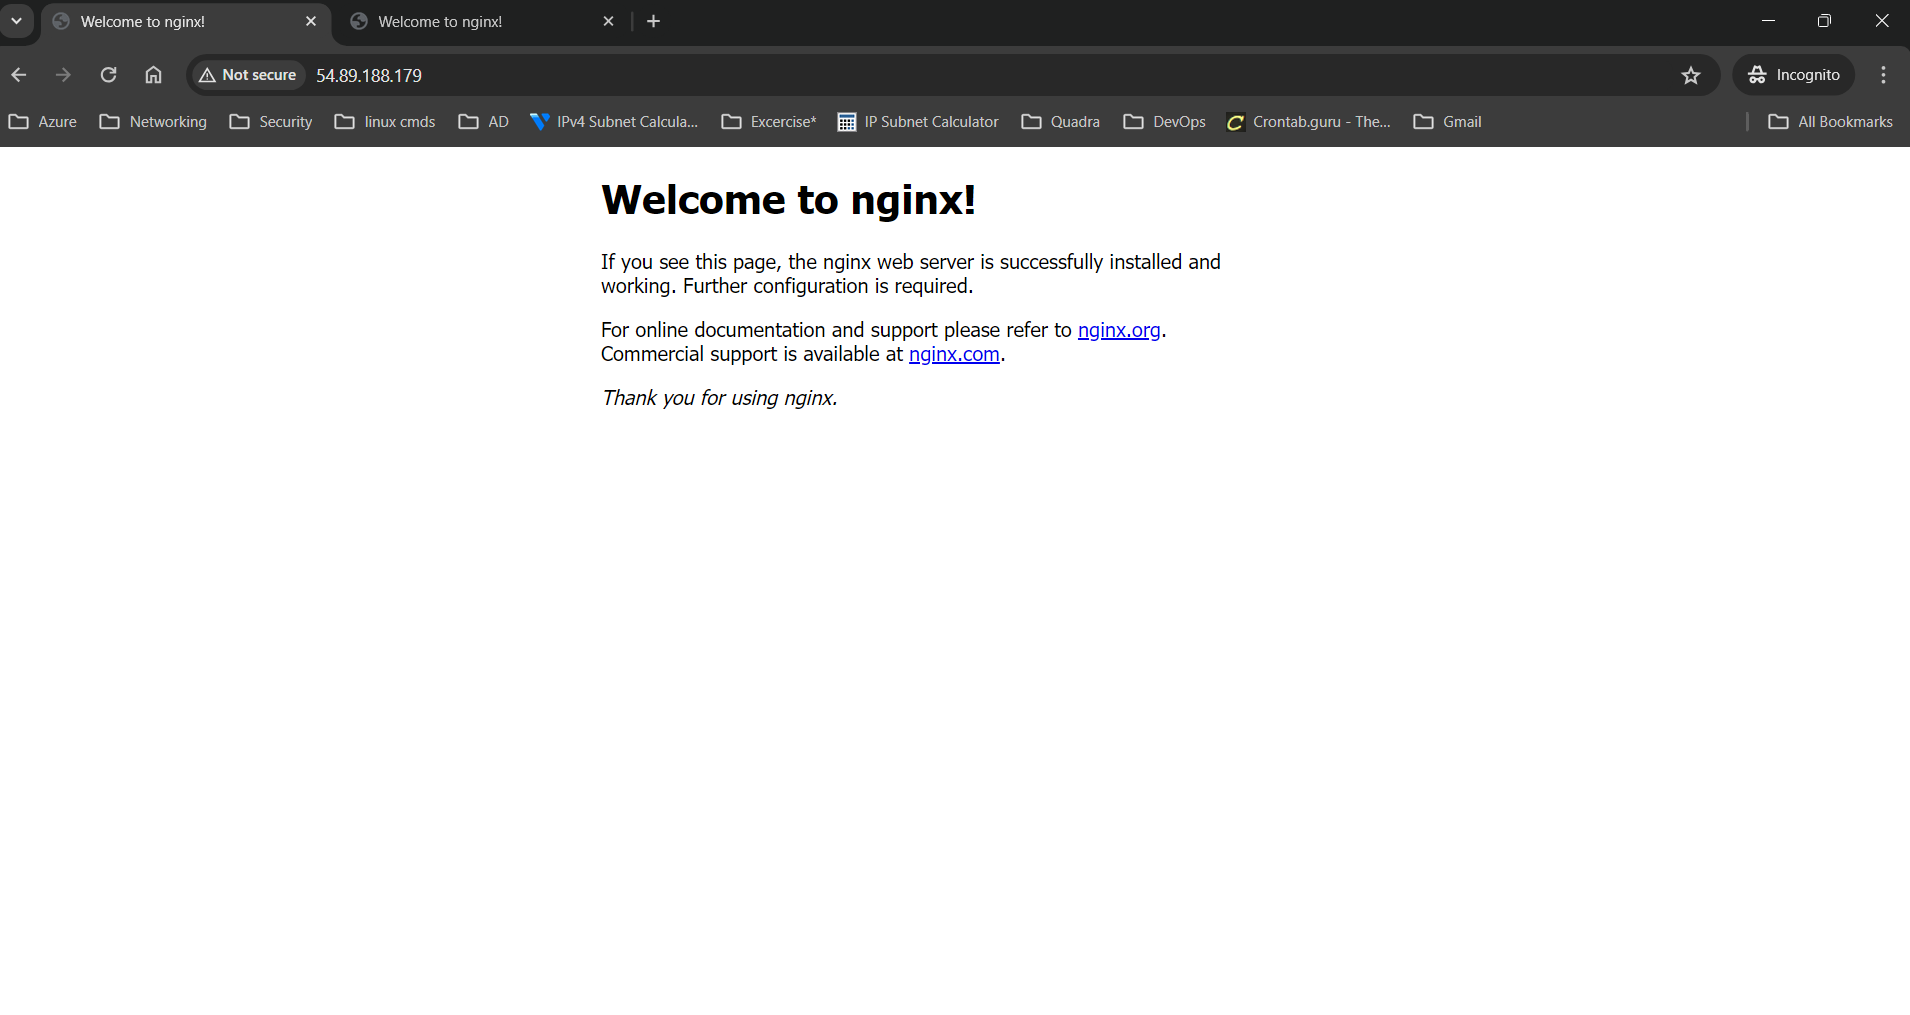 Welcome to nginx!
Welcome to nginx!
Not secure
54.89.188.179
Incognito
Azure
Networking
Security
linux cmds
AD
IPv4 Subnet Calcula...
Excercise*
IP Subnet Calculator
Quadra
DevOps
Crontab.guru - The...
Gmail
All Bookmarks
Welcome to nginx!
If you see this page, the nginx web server is successfully installed and
working. Further configuration is required.
For online documentation and support please refer to nginx.org.
Commercial support is available at nginx.com.
Thank you for using nginx.